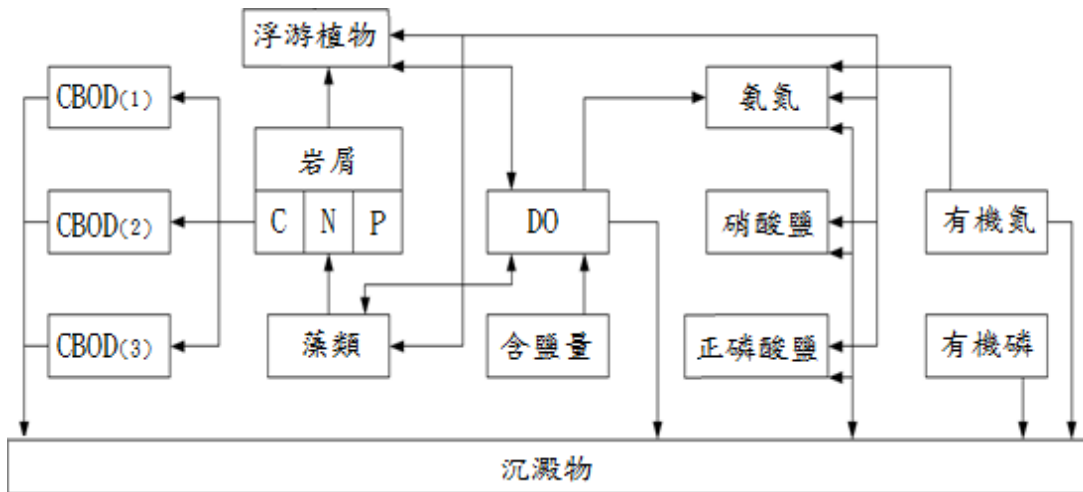 浮游植物
CBOD(1)
氨氮
岩屑
C N P
CBOD(2)
DO
硝酸鹽
有機氮
CBOD(3)
藻類
含鹽量
正磷酸鹽
有機磷
沉澱物